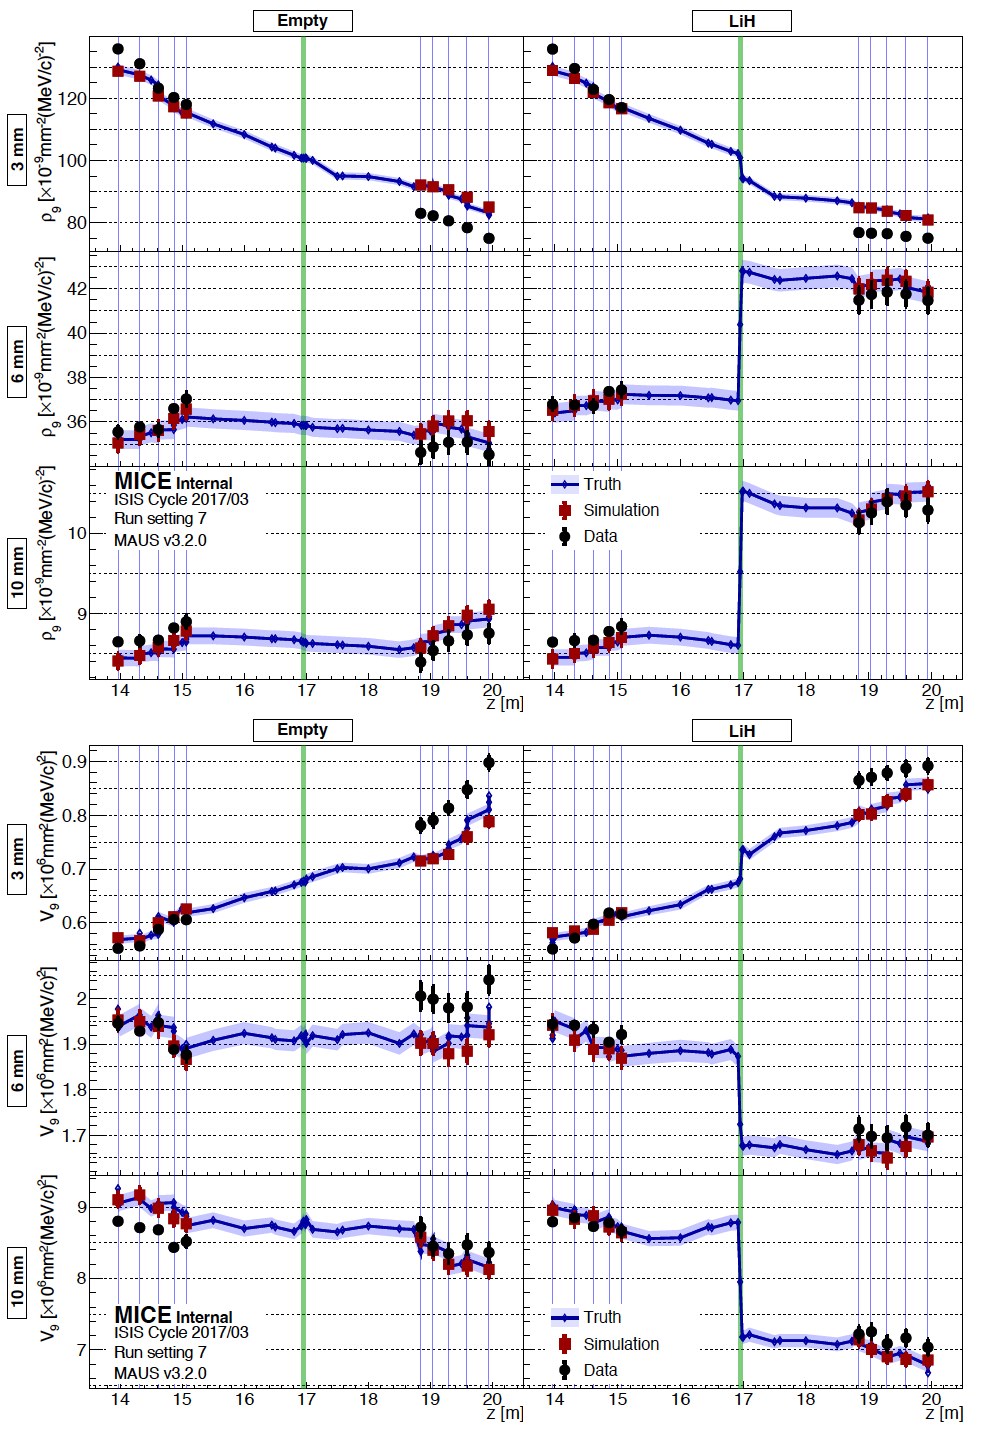 Empty LiH
3 mm
ρ9 [×10-9mm-2(MeV/c)-2]
120
100
80
6 mm
ρ9 [×10-9mm-2(MeV/c)-2]
42
40
38
36
10 mm
ρ9 [×10-9mm-2(MeV/c)-2]
10
9
MICE Internal
ISIS Cycle 2017/03
Run setting 7
MAUS v3.2.0
Truth
Simulation
Data
14 15 16 17 18 19 20 14 15 16 17 18 19 20
z [m] z [m]
Empty LiH
3 mm
V9 [×106mm2(MeV/c)2]
0.9
0.8
0.7
0.6
6 mm
V9 [×106mm2(MeV/c)2]
2
1.9
1.8
1.7
10 mm
V9 [×106mm2(MeV/c)2]
9
8
7
MICE Internal
ISIS Cycle 2017/03
Run setting 7
MAUS v3.2.0
Truth
Simulation
Data
14 15 16 17 18 19 20 14 15 16 17 18 19 20
z [m] z [m]